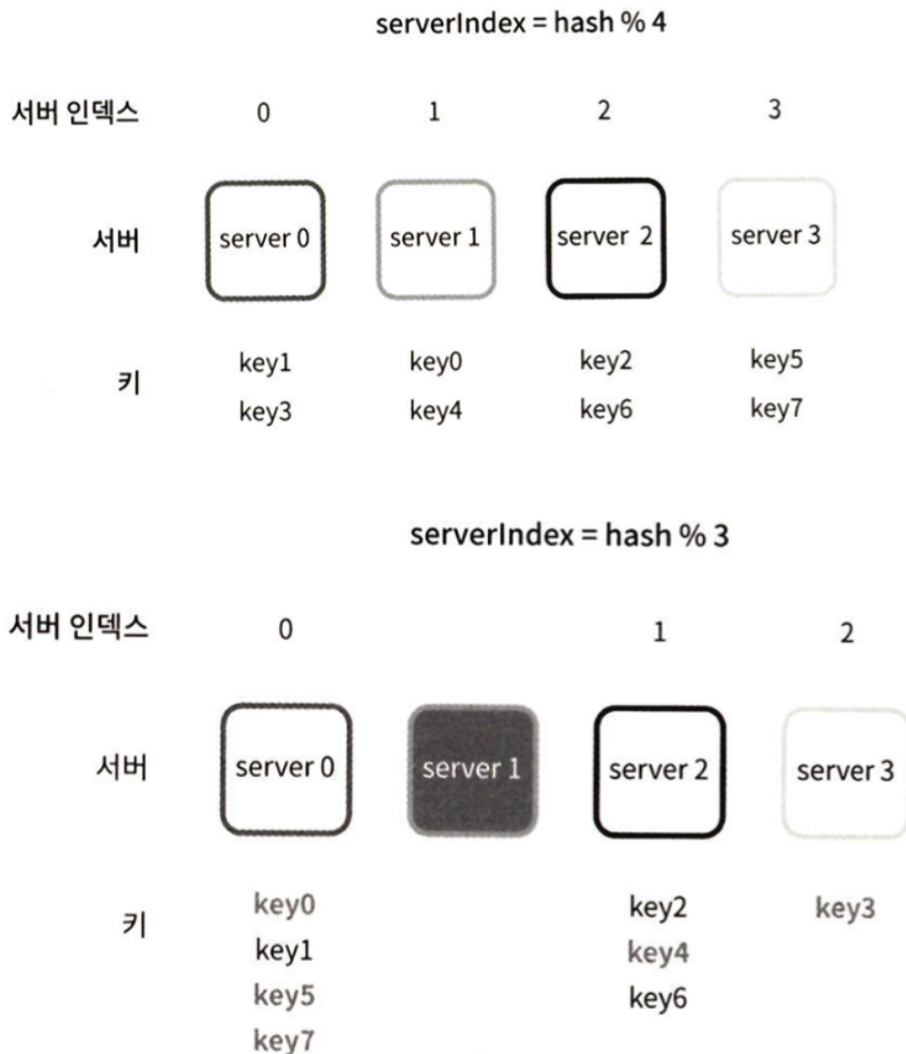 serverIndex = hash % 4
서버 인덱스 0 1 2 3
서버 server 0 server 1 server 2 server 3
키
key1 key0 key2 key5
key3 key4 key6 key7
serverIndex = hash % 3
서버 인덱스 0 1 2
서버 server 0 server 1 server 2 server 3
키
key0 key2 key3
key1 key4
key5 key6
key7